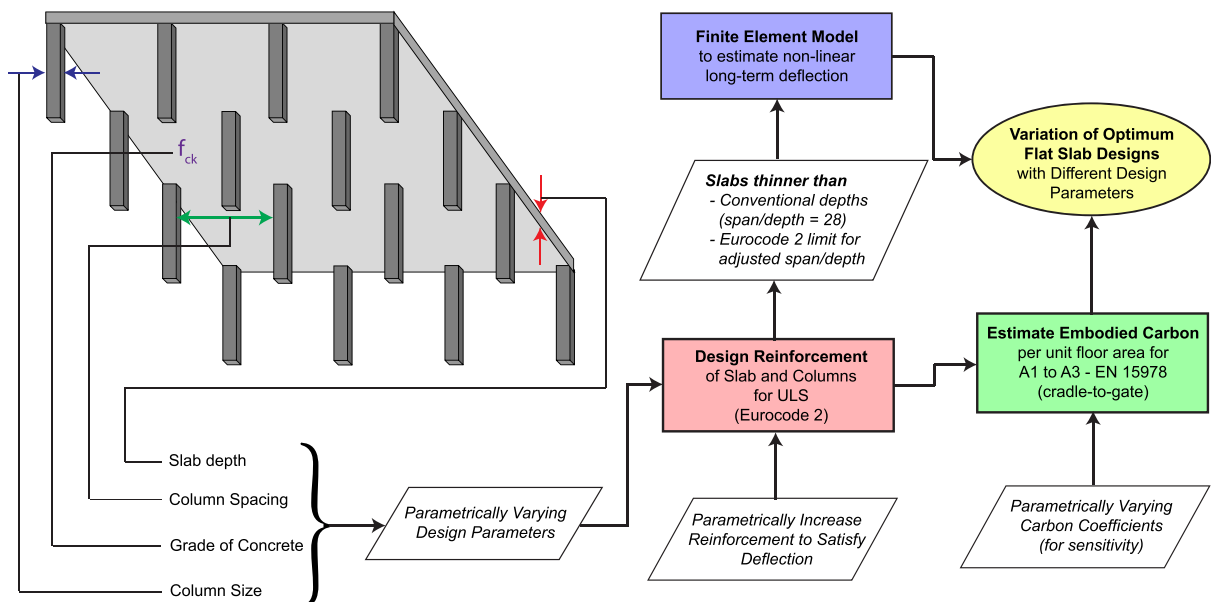 f
ck
Slab depth
Column Spacing
Grade of Concrete
Column Size
Parametrically Varying
Design Parameters
Finite Element Model
to estimate non-linear
long-term deflection
Slabs thinner than
- Conventional depths
(span/depth = 28)
- Eurocode 2 limit for
adjusted span/depth
Design Reinforcement
of Slab and Columns
for ULS
(Eurocode 2)
Parametrically Increase
Reinforcement to Satisfy
Deflection
Variation of Optimum
Flat Slab Designs
with Different Design
Parameters
Estimate Embodied Carbon
per unit floor area for
A1 to A3 - EN 15978
(cradle-to-gate)
Parametrically Varying
Carbon Coefficients
(for sensitivity)